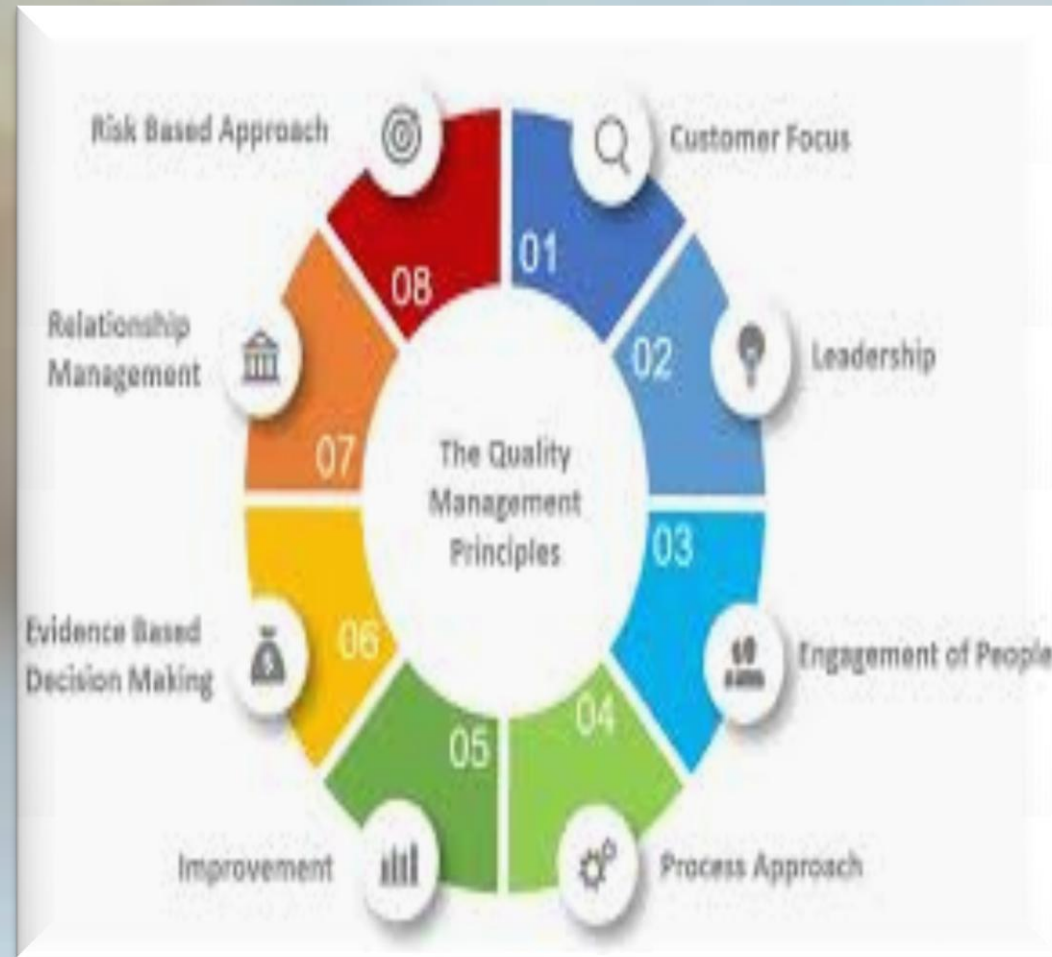 The Quality
Management
Principles
01
Customer Focus
02
Leadership
03
Engagement of People
04
Process Approach
05
Improvement
06
Evidence Based
Decision Making
07
Relationship
Management
08
Risk Based Approach